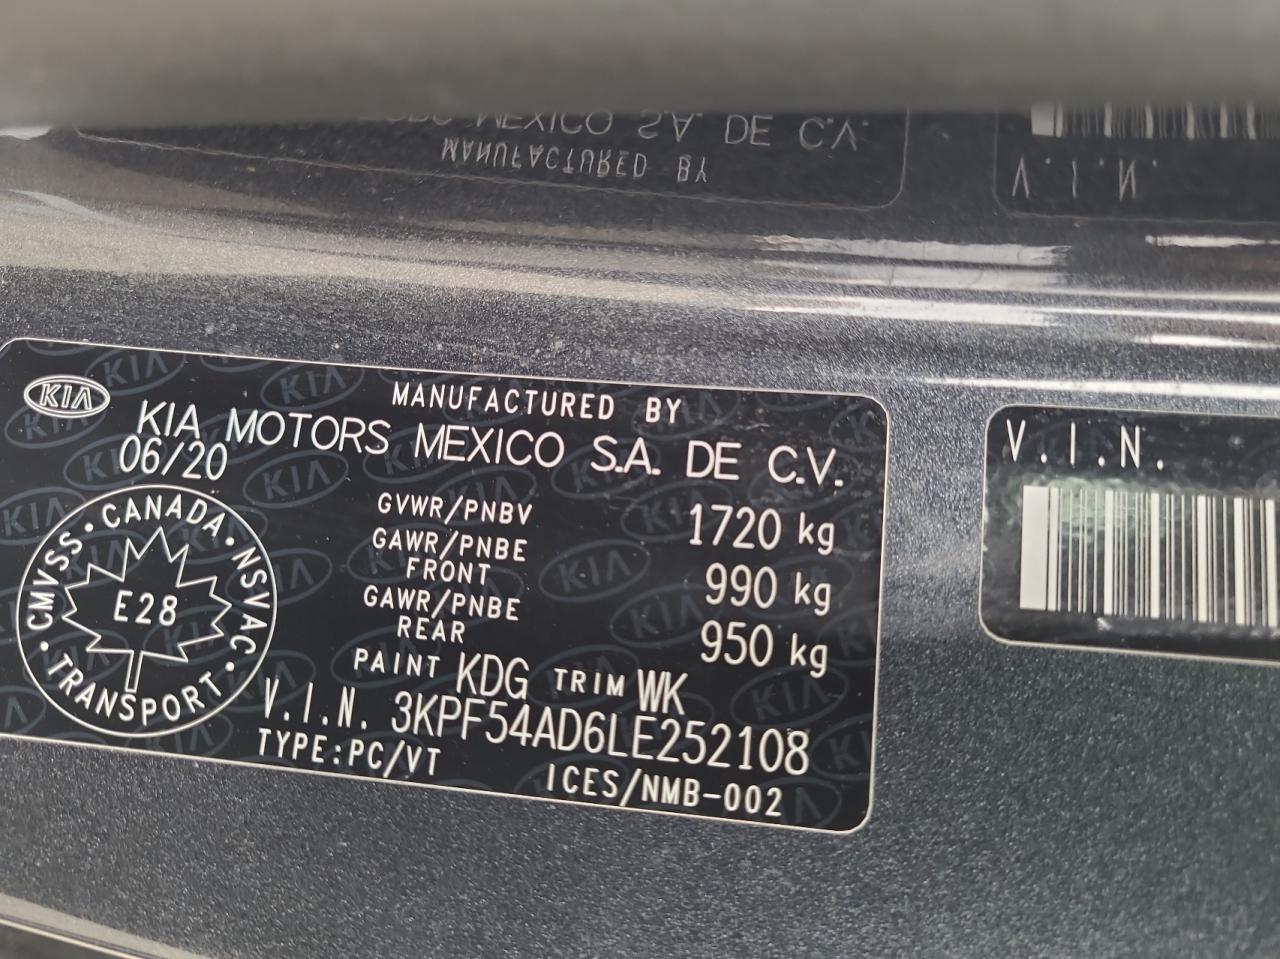 MEXICO S.A. DE C.V.
MANUFACTURED BY
V.I.N.
KIA
MANUFACTURED BY
KIA MOTORS MEXICO S.A. DE C.V.
06/20
CANADA · NSVAC · TRANSPORT · CMVSS ·
E28
GVWR/PNBV 1720 kg
GAWR/PNBE
FRONT 990 kg
GAWR/PNBE
REAR 950 kg
PAINT KDG TRIM WK
V.I.N. 3KPF54AD6LE252108
TYPE:PC/VT ICES/NMB-002
V.I.N.